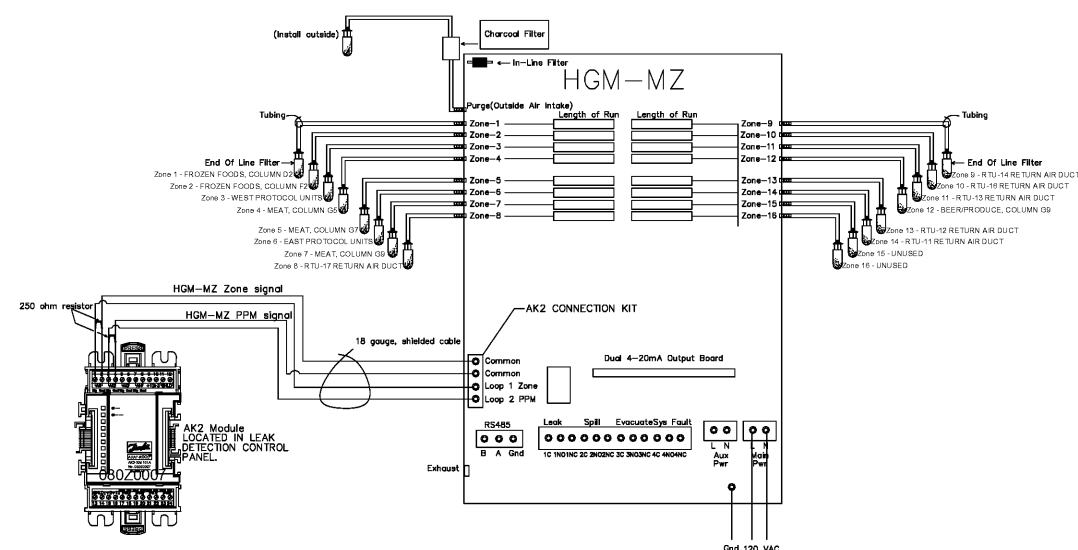 (Install outside)
Charcoal Filter
In-Line Filter
HGM-MZ
Purge(Outside Air Intake)
Length of Run
Length of Run
Tubing
Tubing
Zone-1
Zone-2
Zone-3
Zone-4
Zone-5
Zone-6
Zone-7
Zone-8
Zone-9
Zone-10
Zone-11
Zone-12
Zone-13
Zone-14
Zone-15
Zone-16
End Of Line Filter
Zone 1 - FROZEN FOODS, COLUMN D2
Zone 2 - FROZEN FOODS, COLUMN F2
Zone 3 - WEST PROTOCOL UNITS
Zone 4 - MEAT, COLUMN G5
Zone 5 - MEAT, COLUMN G7
Zone 6 - EAST PROTOCOL UNITS
Zone 7 - MEAT, COLUMN G9
Zone 8 - RTU-17 RETURN AIR DUCT
End Of Line Filter
Zone 9 - RTU-14 RETURN AIR DUCT
Zone 10 - RTU-16 RETURN AIR DUCT
Zone 11 - RTU-13 RETURN AIR DUCT
Zone 12 - BEER/PRODUCE, COLUMN G9
Zone 13 - RTU-12 RETURN AIR DUCT
Zone 14 - RTU-11 RETURN AIR DUCT
Zone 15 - UNUSED
Zone 16 - UNUSED
HGM-MZ Zone signal
250 ohm resistor
HGM-MZ PPM signal
AK2 CONNECTION KIT
18 gauge, shielded cable
Common
Common
Loop 1 Zone
Loop 2 PPM
Dual 4-20mA Output Board
AK2 Module
LOCATED IN LEAK
DETECTION CONTROL
PANEL.
Danfoss
080Z0007
RS485
B A Gnd
Leak Spill Evacuate Sys Fault
1C 1NO1NC 2C 2NO2NC 3C 3NO3NC 4C 4NO4NC
L N
Aux
Pwr
L N
Main
Pwr
Exhaust
Gnd 120 VAC